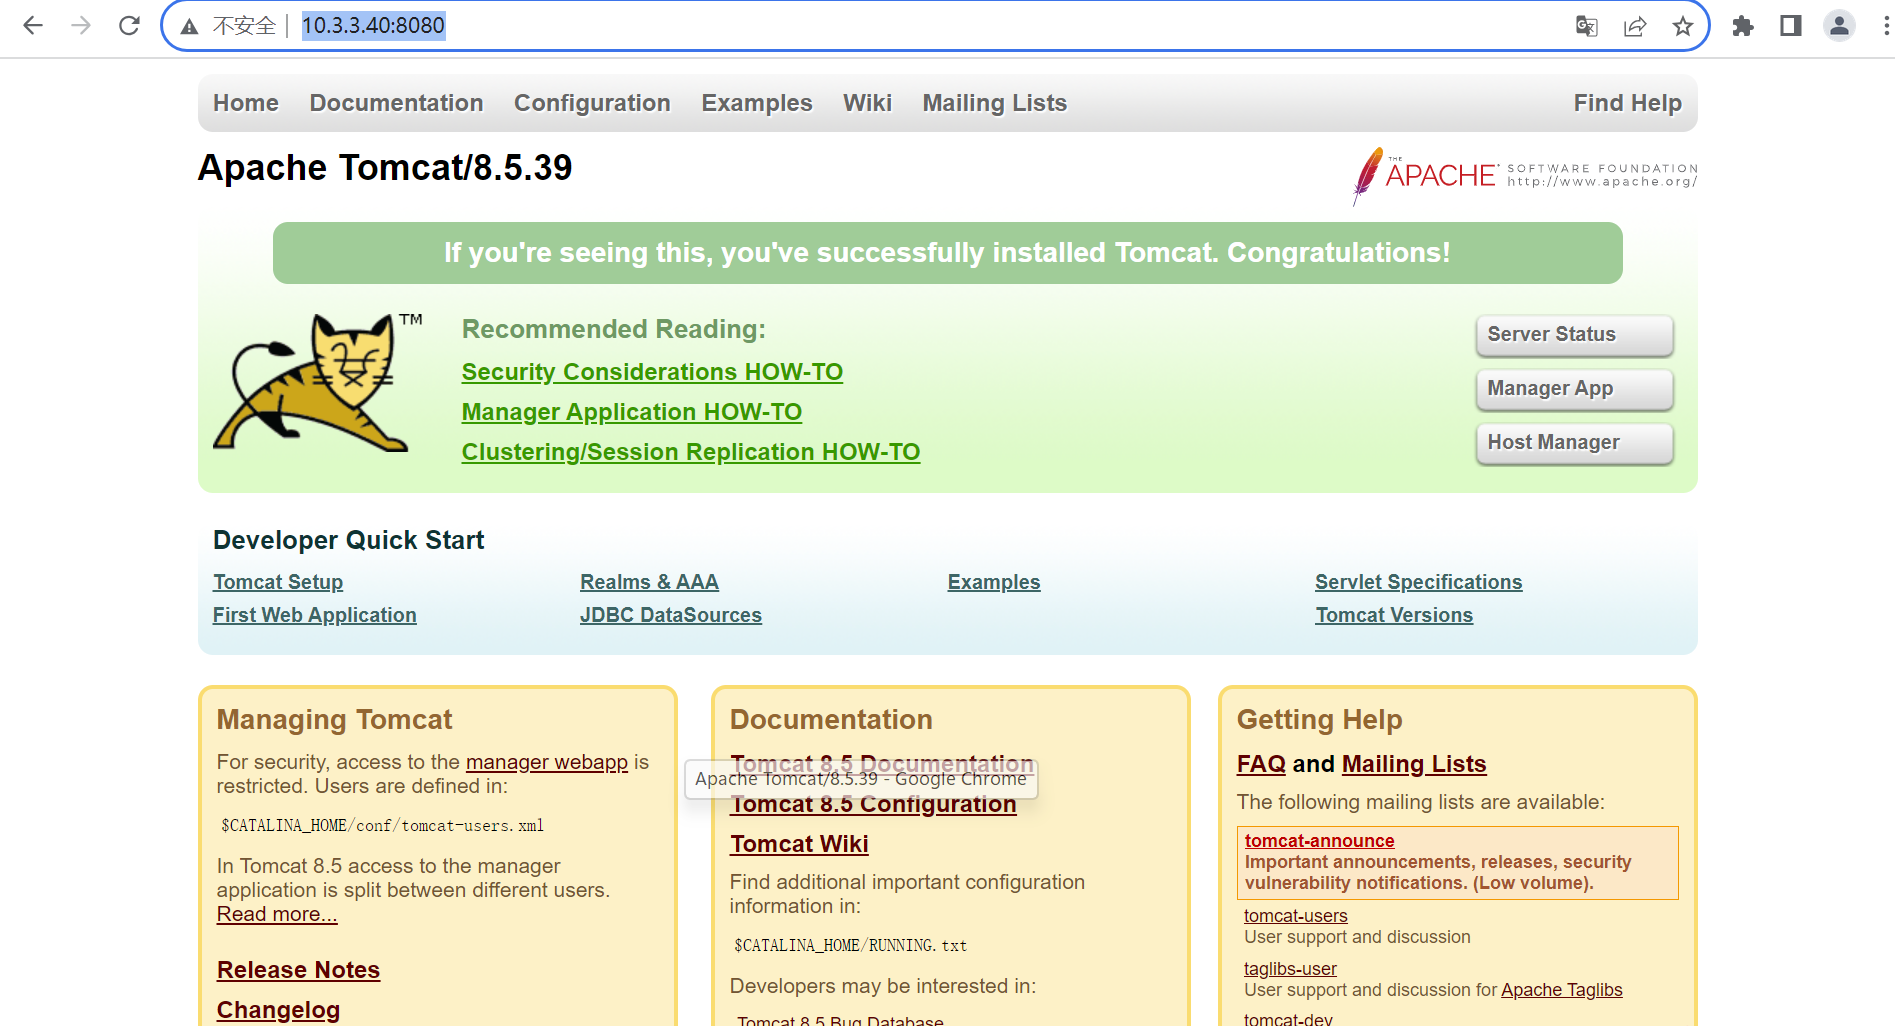 不安全 | 10.3.3.40:8080
Home Documentation Configuration Examples Wiki Mailing Lists Find Help
Apache Tomcat/8.5.39
THE APACHE SOFTWARE FOUNDATION
http://www.apache.org/
If you're seeing this, you've successfully installed Tomcat. Congratulations!
TM
Recommended Reading:
Security Considerations HOW-TO
Manager Application HOW-TO
Clustering/Session Replication HOW-TO
Server Status
Manager App
Host Manager
Developer Quick Start
Tomcat Setup
First Web Application
Realms & AAA
JDBC DataSources
Examples
Servlet Specifications
Tomcat Versions
Managing Tomcat
For security, access to the manager webapp is
restricted. Users are defined in:
$CATALINA_HOME/conf/tomcat-users.xml
In Tomcat 8.5 access to the manager
application is split between different users.
Read more...
Release Notes
Changelog
Documentation
Tomcat 8.5 Documentation
Apache Tomcat/8.5.39 - Google Chrome
Tomcat 8.5 Configuration
Tomcat Wiki
Find additional important configuration
information in:
$CATALINA_HOME/RUNNING.txt
Developers may be interested in:
Tomcat 8.5 Bug Database
Getting Help
FAQ and Mailing Lists
The following mailing lists are available:
tomcat-announce
Important announcements, releases, security
vulnerability notifications. (Low volume).
tomcat-users
User support and discussion
taglibs-user
User support and discussion for Apache Taglibs
tomcat-dev